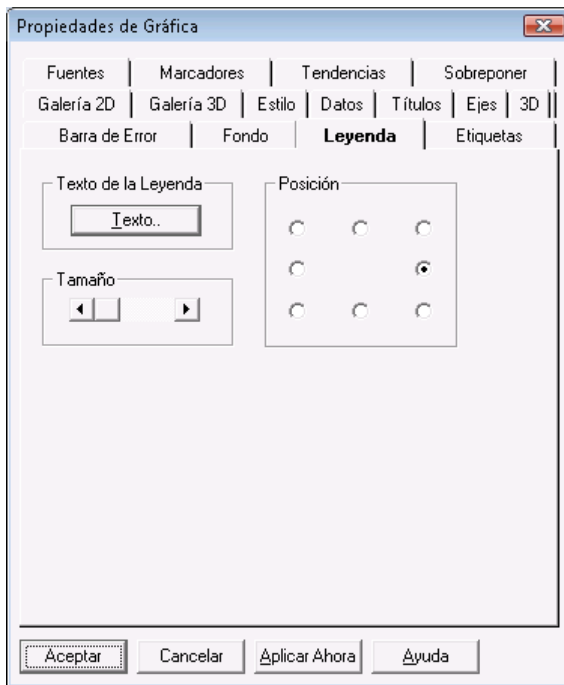 Propiedades de Gráfica
Fuentes Marcadores Tendencias Sobreponer
Galería 2D Galería 3D Estilo Datos Títulos Ejes 3D
Barra de Error Fondo Leyenda Etiquetas
Texto de la Leyenda Posición
Texto..
Tamaño
Aceptar Cancelar Aplicar Ahora Ayuda